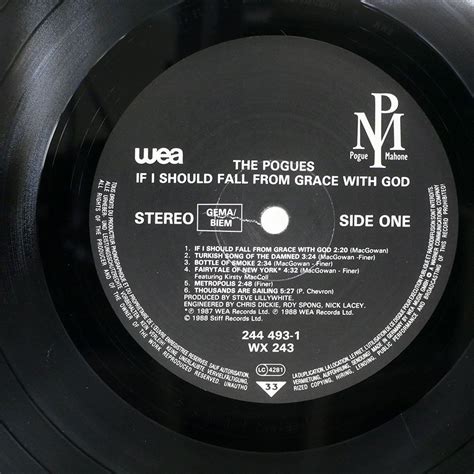 wea
PM
Pogue Mahone
THE POGUES
IF I SHOULD FALL FROM GRACE WITH GOD
STEREO
GEMA/
BIEM
SIDE ONE
1. IF I SHOULD FALL FROM GRACE WITH GOD 2:20 (MacGowan)
2. TURKISH SONG OF THE DAMNED 3:24 (MacGowan -Finer)
3. BOTTLE OF SMOKE 2:34 (MacGowan -Finer)
4. FAIRYTALE OF NEW YORK* 4:32 (MacGowan -Finer)
Featuring Kirsty MacColl
5. METROPOLIS 2:48 (Finer)
6. THOUSANDS ARE SAILING 5:27 (P. Chevron)
PRODUCED BY STEVE LILLYWHITE.
ENGINEERED BY CHRIS DICKIE, ROY SPONG, NICK LACEY.
℗ 1987 WEA Records Ltd. ℗ 1988 WEA Records Ltd.
© 1988 Stiff Records Ltd.
244 493-1
WX 243
LC 4281
33